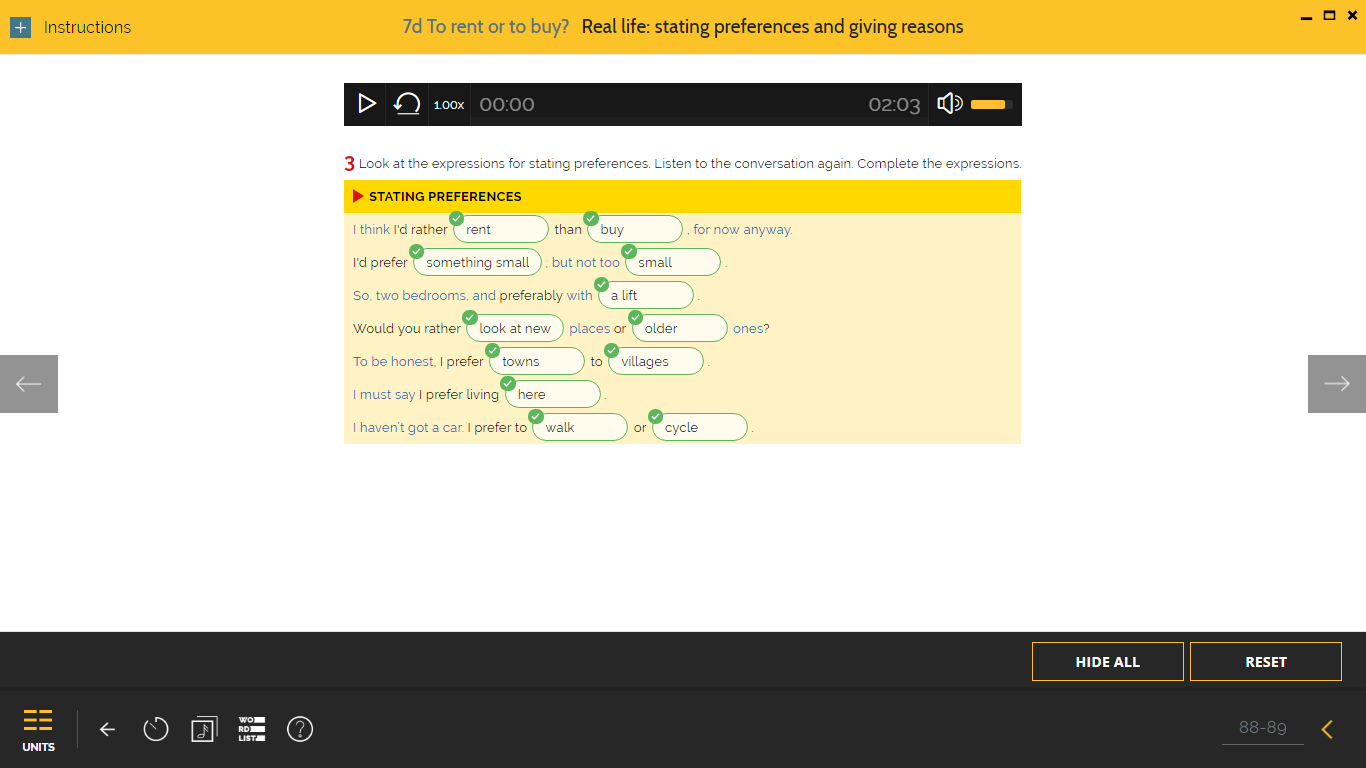 Instructions
7d To rent or to buy? Real life: stating preferences and giving reasons
1.00x 00:00 02:03
3 Look at the expressions for stating preferences. Listen to the conversation again. Complete the expressions.
STATING PREFERENCES
I think I'd rather rent than buy , for now anyway.
I'd prefer something small , but not too small .
So, two bedrooms, and preferably with a lift .
Would you rather look at new places or older ones?
To be honest, I prefer towns to villages .
I must say I prefer living here .
I haven't got a car. I prefer to walk or cycle .
HIDE ALL RESET
UNITS
WO
RD
LIST
?
88-89